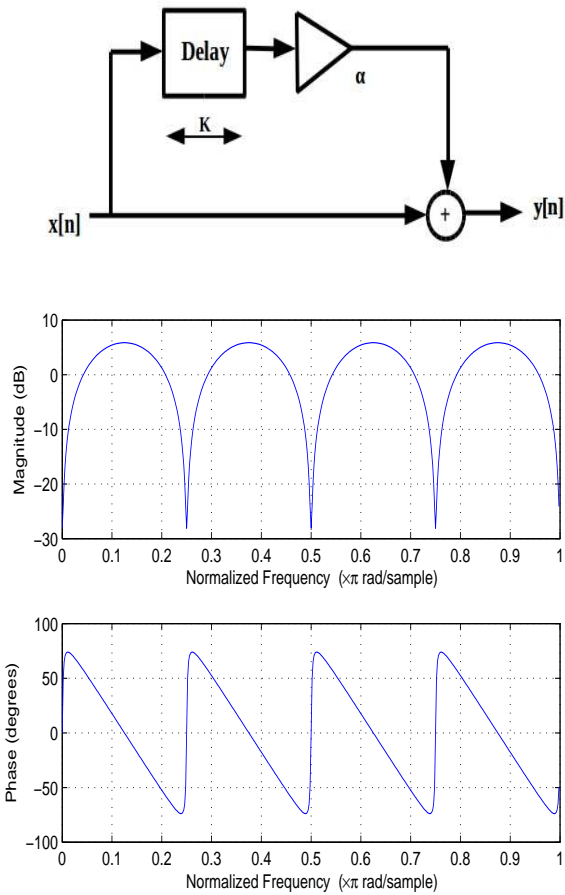 Delay
α
K
x[n]
+
y[n]
10
0
−10
−20
−30
Magnitude (dB)
0 0.1 0.2 0.3 0.4 0.5 0.6 0.7 0.8 0.9 1
Normalized Frequency (×π rad/sample)
100
50
0
−50
−100
Phase (degrees)
0 0.1 0.2 0.3 0.4 0.5 0.6 0.7 0.8 0.9 1
Normalized Frequency (×π rad/sample)